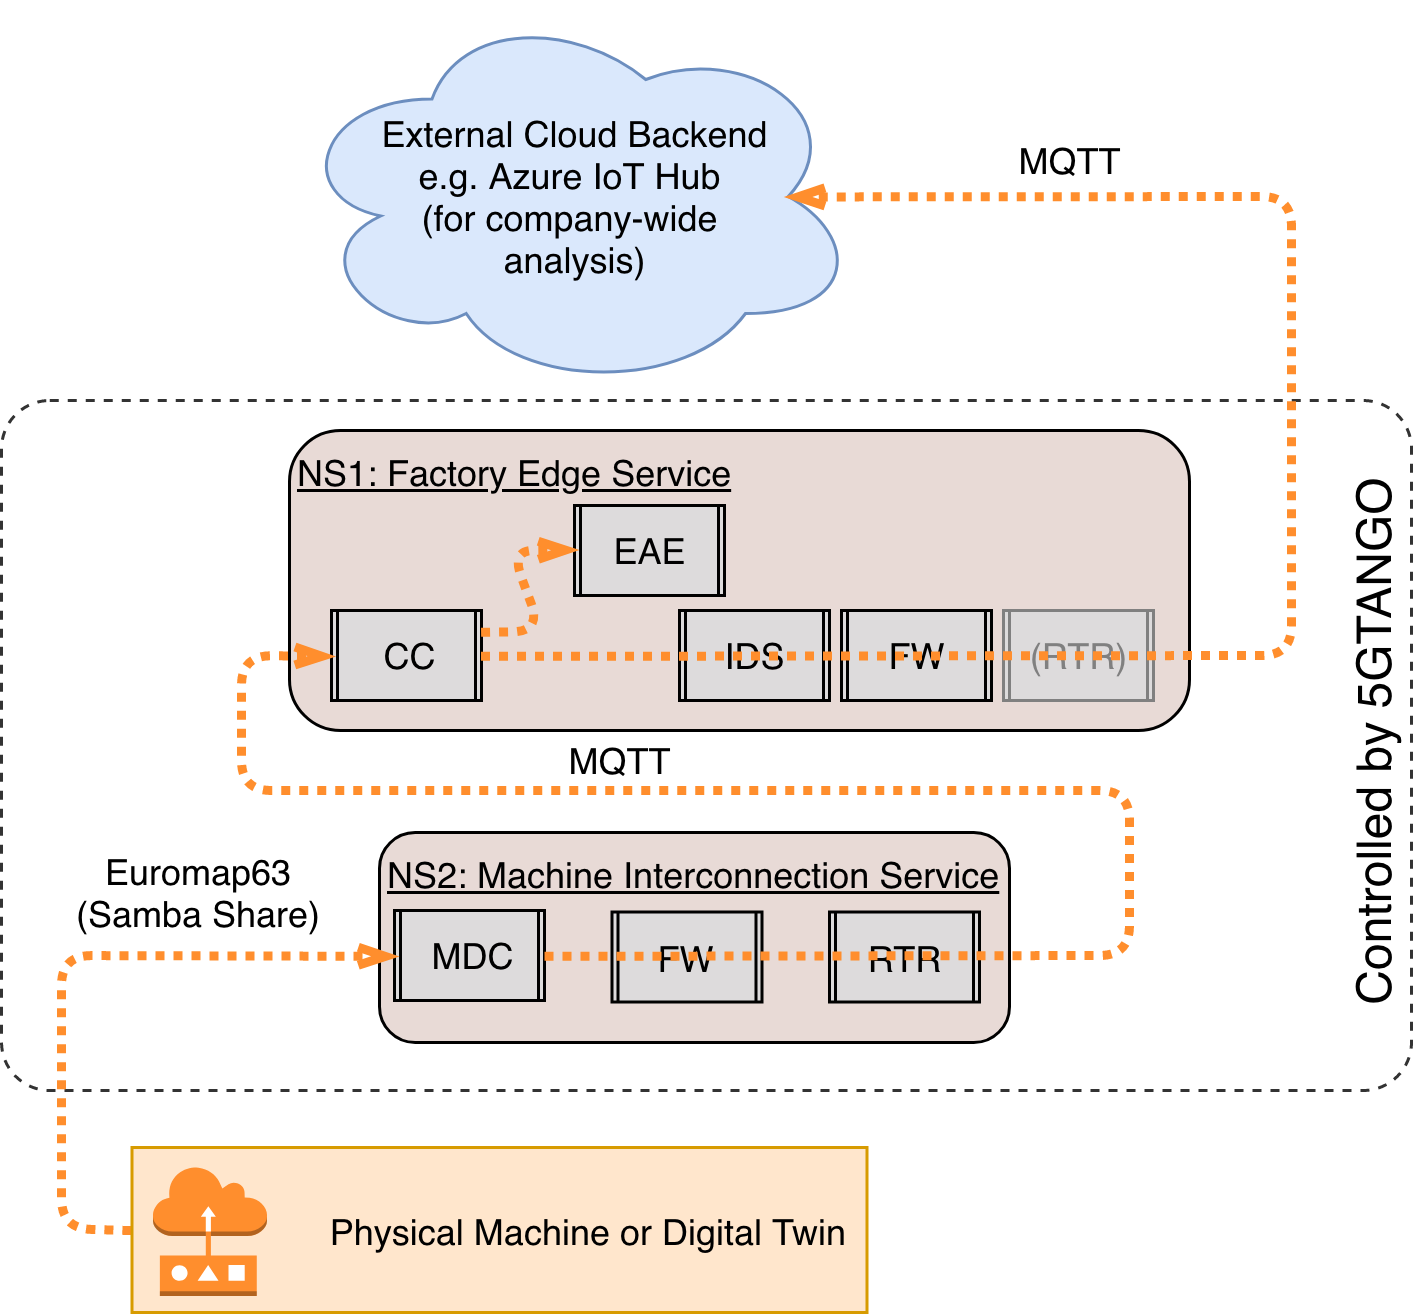 External Cloud Backend
e.g. Azure IoT Hub
(for company-wide
analysis)
MQTT
NS1: Factory Edge Service
EAE
CC
IDS
FW
(RTR)
Controlled by 5GTANGO
MQTT
Euromap63
(Samba Share)
NS2: Machine Interconnection Service
MDC
FW
RTR
Physical Machine or Digital Twin